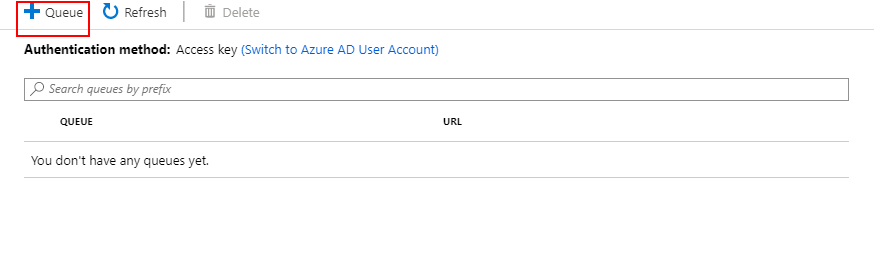 Queue Refresh Delete
Authentication method: Access key (Switch to Azure AD User Account)
Search queues by prefix
QUEUE URL
You don't have any queues yet.